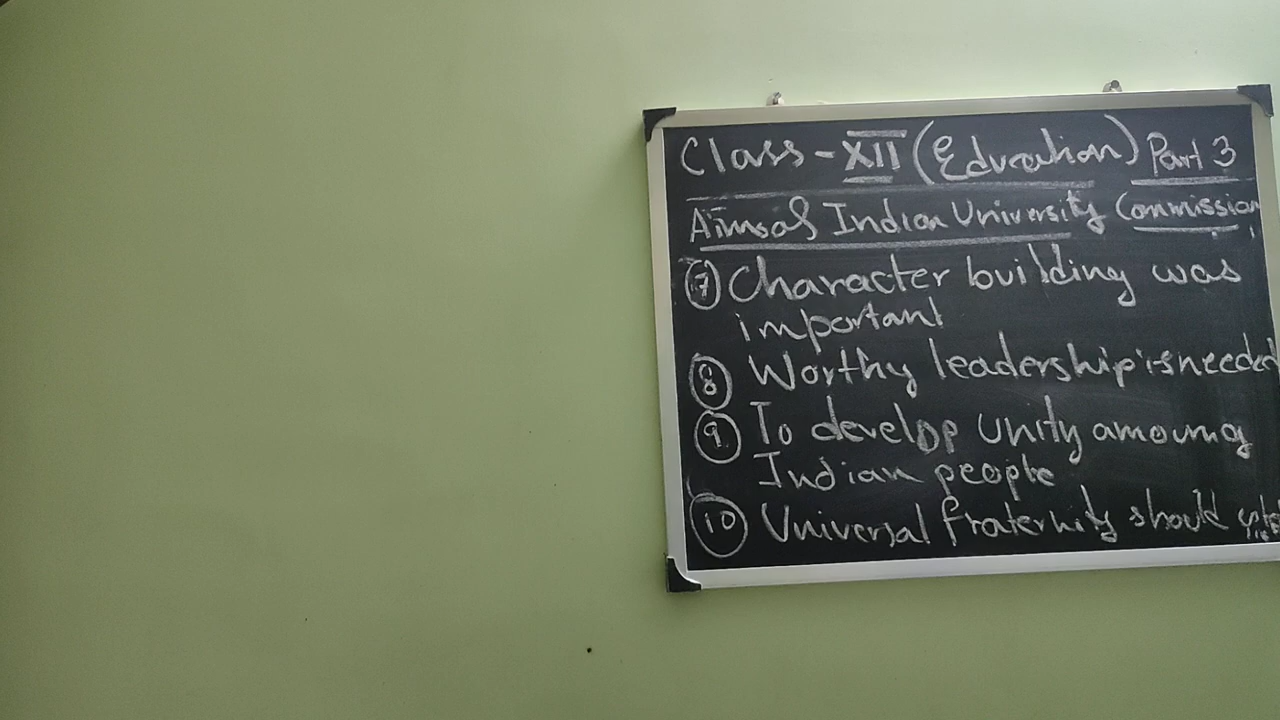 Class - XII (Education) Part 3
Aims of Indian University Commission
7 Character building was
important
8 Worthy leadership is needed
9 To develop unity amoung
Indian people
10 Universal fraternity should